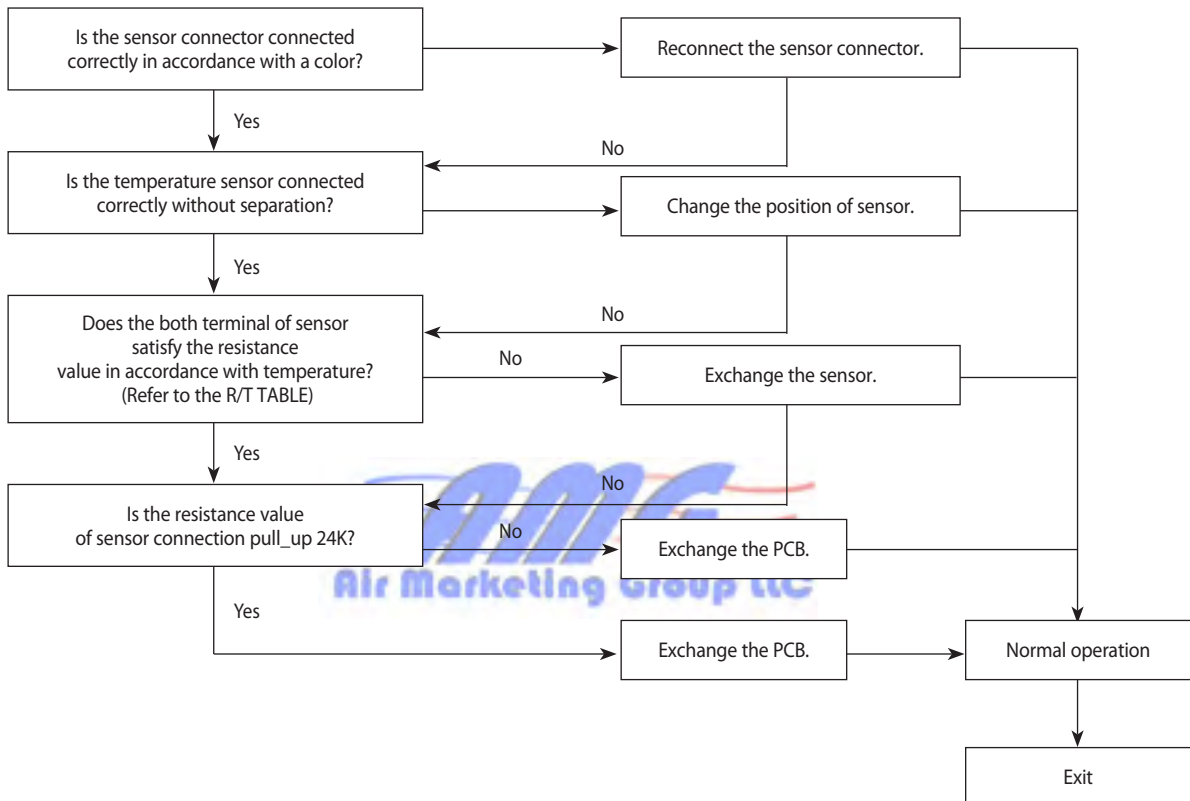 Is the sensor connector connected
correctly in accordance with a color?
Reconnect the sensor connector.
Yes
No
Is the temperature sensor connected
correctly without separation?
Change the position of sensor.
Yes
No
Does the both terminal of sensor
satisfy the resistance
value in accordance with temperature?
(Refer to the R/T TABLE)
No
Exchange the sensor.
Yes
No
Is the resistance value
of sensor connection pull_up 24K?
No
Exchange the PCB.
AMG
Air Marketing Group LLC
Yes
Exchange the PCB.
Normal operation
Exit